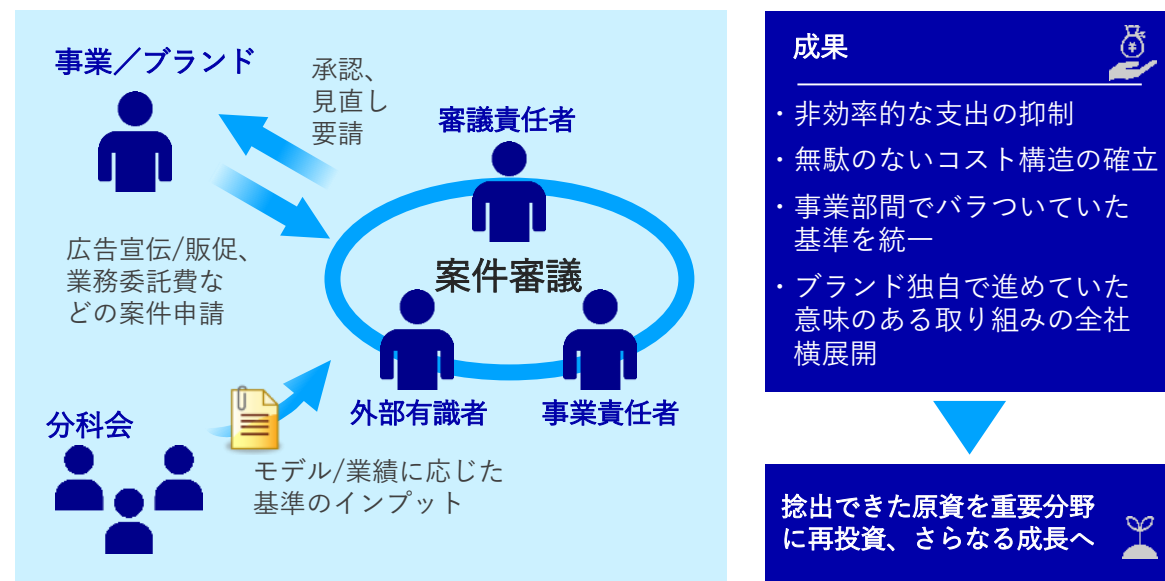 事業／ブランド
承認、
見直し
要請
審議責任者
広告宣伝/販促、
業務委託費な
どの案件申請
案件審議
外部有識者
事業責任者
分科会
モデル/業績に応じた
基準のインプット
成果
¥
・非効率的な支出の抑制
・無駄のないコスト構造の確立
・事業部間でバラついていた
基準を統一
・ブランド独自で進めていた
意味のある取り組みの全社
横展開
捻出できた原資を重要分野
に再投資、さらなる成長へ